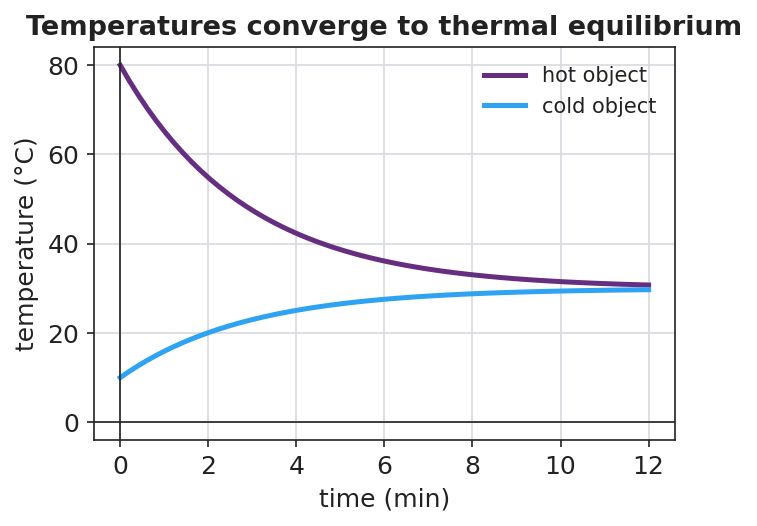 Temperatures converge to thermal equilibrium
hot object
cold object
temperature (°C)
80
60
40
20
0
0 2 4 6 8 10 12
time (min)